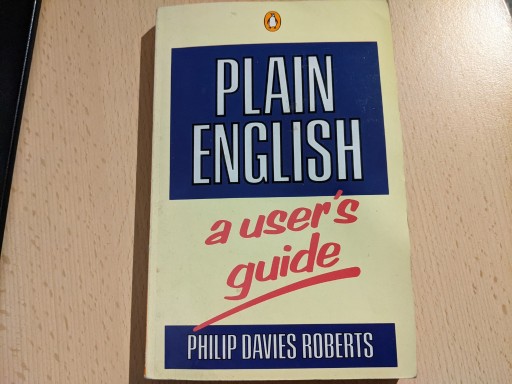 PLAIN
ENGLISH
a user's
guide
PHILIP DAVIES ROBERTS